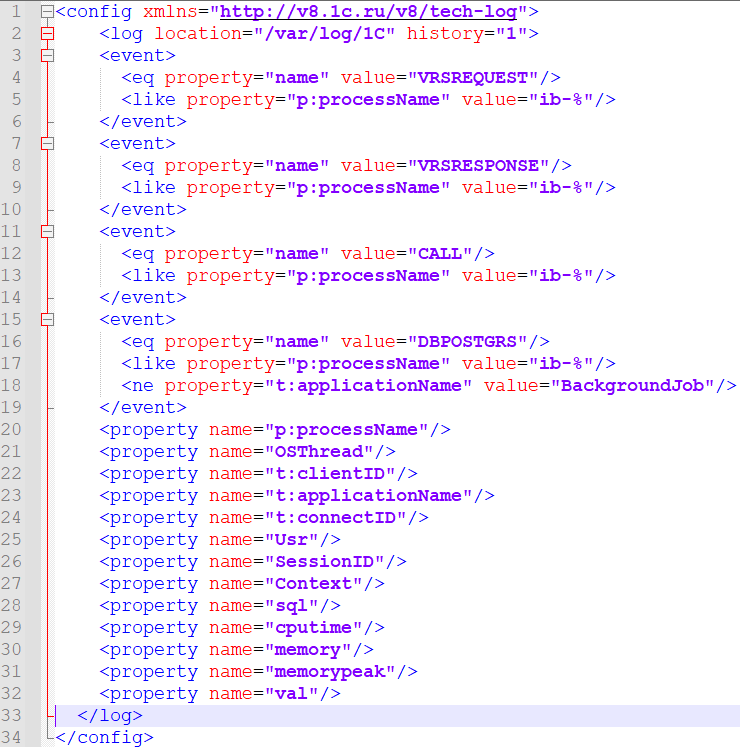 1 <config xmlns="http://v8.1c.ru/v8/tech-log">
2 <log location="/var/log/1C" history="1">
3 <event>
4 <eq property="name" value="VRSREQUEST"/>
5 <like property="p:processName" value="ib-%"/>
6 </event>
7 <event>
8 <eq property="name" value="VRSRESPONSE"/>
9 <like property="p:processName" value="ib-%"/>
10 </event>
11 <event>
12 <eq property="name" value="CALL"/>
13 <like property="p:processName" value="ib-%"/>
14 </event>
15 <event>
16 <eq property="name" value="DBPOSTGRS"/>
17 <like property="p:processName" value="ib-%"/>
18 <ne property="t:applicationName" value="BackgroundJob"/>
19 </event>
20 <property name="p:processName"/>
21 <property name="OSThread"/>
22 <property name="t:clientID"/>
23 <property name="t:applicationName"/>
24 <property name="t:connectID"/>
25 <property name="Usr"/>
26 <property name="SessionID"/>
27 <property name="Context"/>
28 <property name="sql"/>
29 <property name="cputime"/>
30 <property name="memory"/>
31 <property name="memorypeak"/>
32 <property name="val"/>
33 </log>
34 </config>